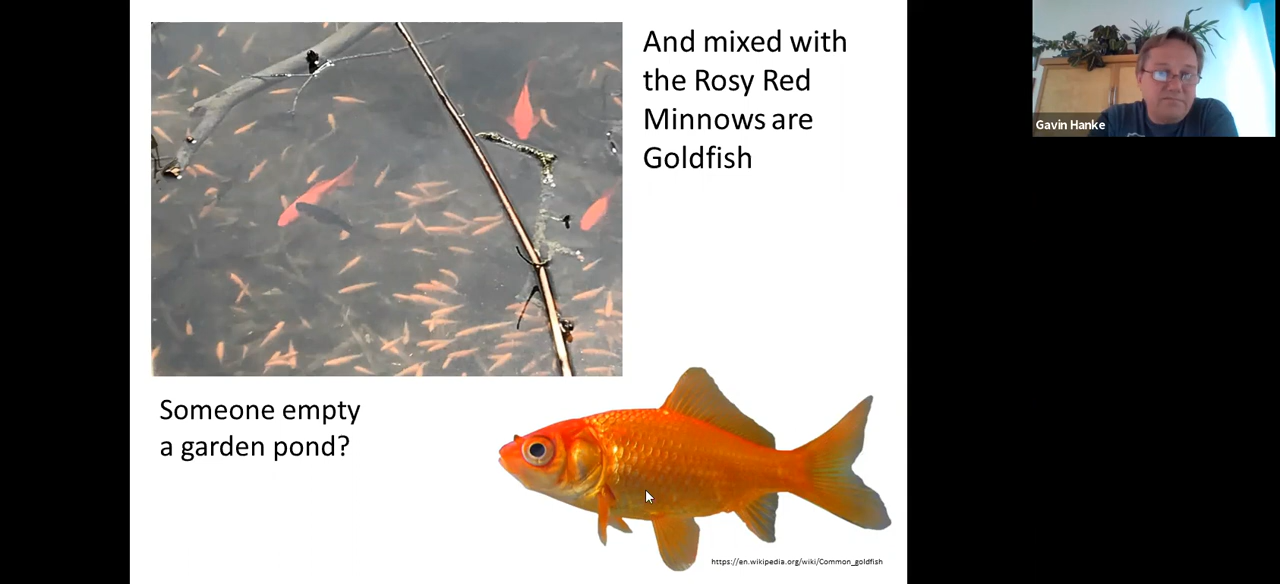 And mixed with
the Rosy Red
Minnows are
Goldfish
Gavin Hanke
Someone empty
a garden pond?
https://en.wikipedia.org/wiki/Common_goldfish